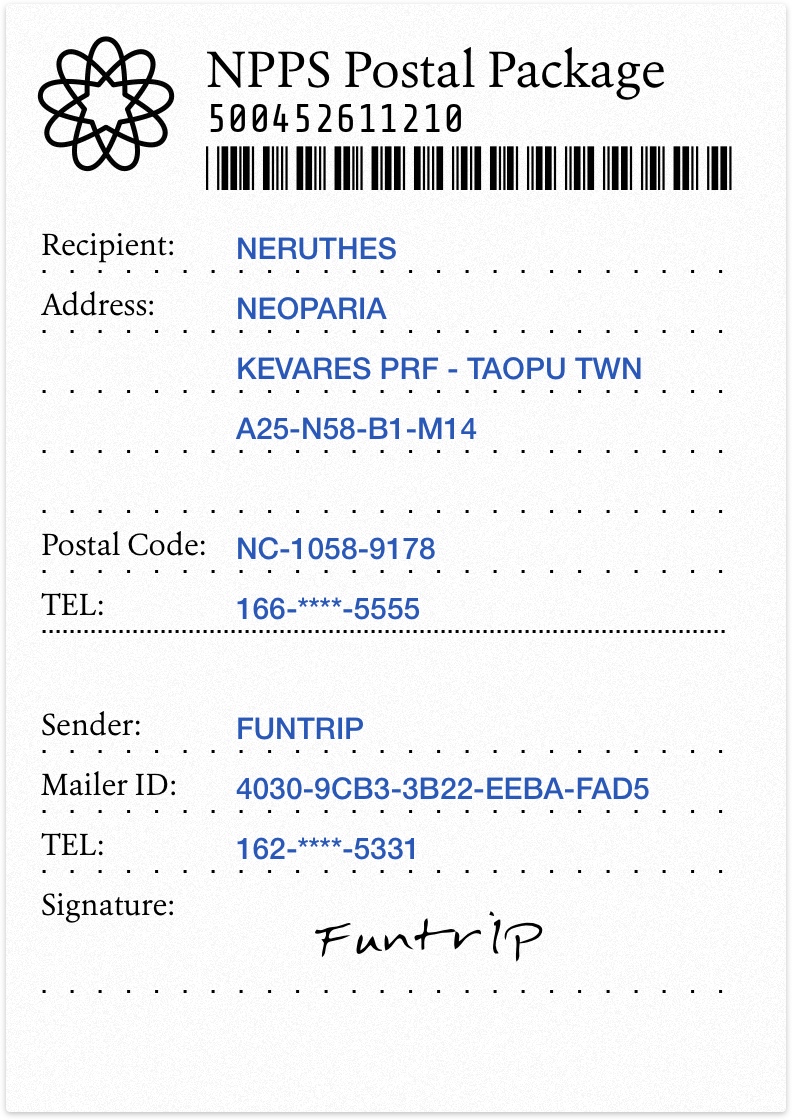 NPPS Postal Package
500452611210
Recipient: NERUTHES
Address: NEOPARIA
KEVARES PRF - TAOPU TWN
A25-N58-B1-M14
Postal Code: NC-1058-9178
TEL: 166-****-5555
Sender: FUNTRIP
Mailer ID: 4030-9CB3-3B22-EEBA-FAD5
TEL: 162-****-5331
Signature: Funtrip